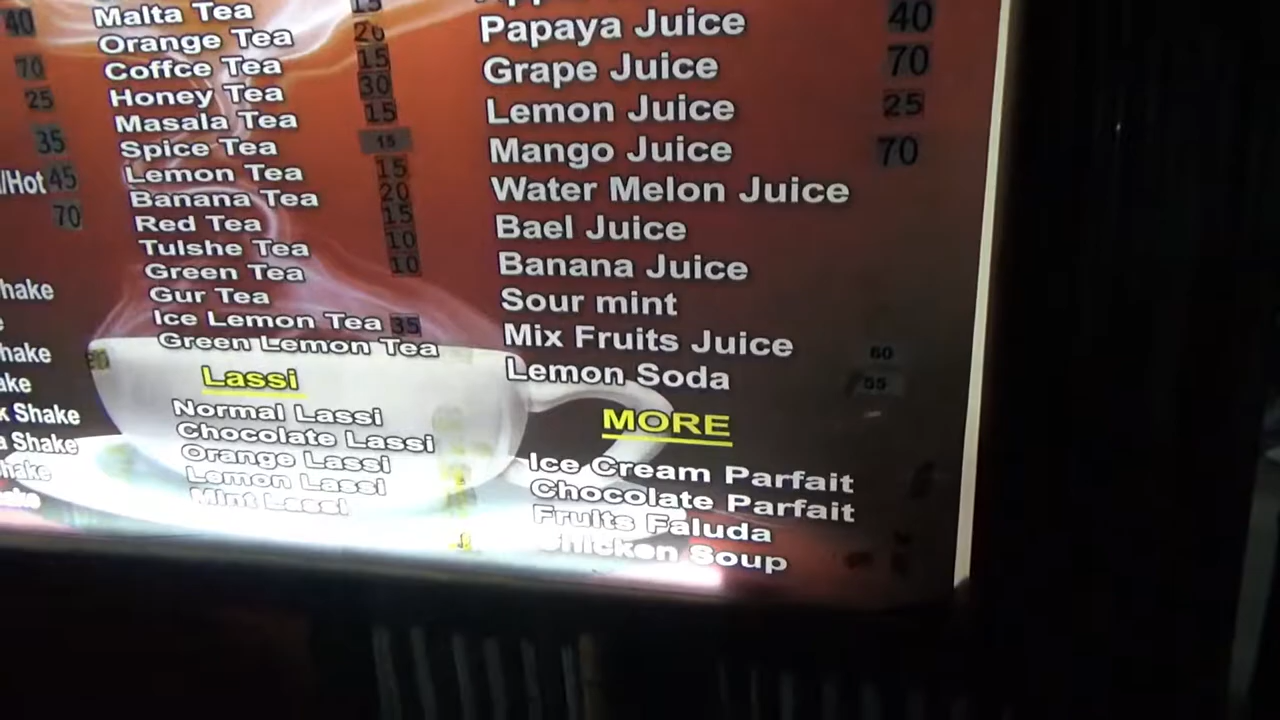 40
70
25
35
/Hot 45
70
hake
hake
ake
k Shake
a Shake
hake
Malta Tea 15
Orange Tea 20
Coffce Tea 15
Honey Tea 30
Masala Tea 15
Spice Tea 15
Lemon Tea 15
Banana Tea 20
Red Tea 15
Tulshe Tea 10
Green Tea 10
Gur Tea
Ice Lemon Tea 35
Green Lemon Tea
Lassi
Normal Lassi
Chocolate Lassi
Orange Lassi
Lemon Lassi
Mint Lassi
Papaya Juice 40
Grape Juice 70
Lemon Juice 25
Mango Juice 70
Water Melon Juice
Bael Juice
Banana Juice
Sour mint
Mix Fruits Juice 60
Lemon Soda 55
MORE
Ice Cream Parfait
Chocolate Parfait
Fruits Faluda
Chicken Soup